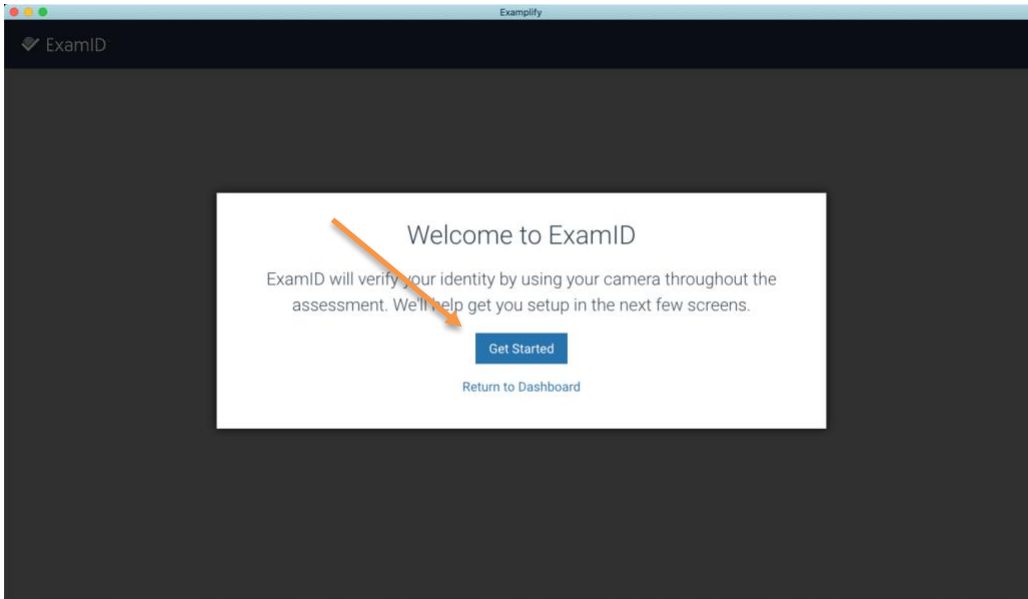 Examplify
ExamID
Welcome to ExamID
ExamID will verify your identity by using your camera throughout the
assessment. We'll help get you setup in the next few screens.
Get Started
Return to Dashboard